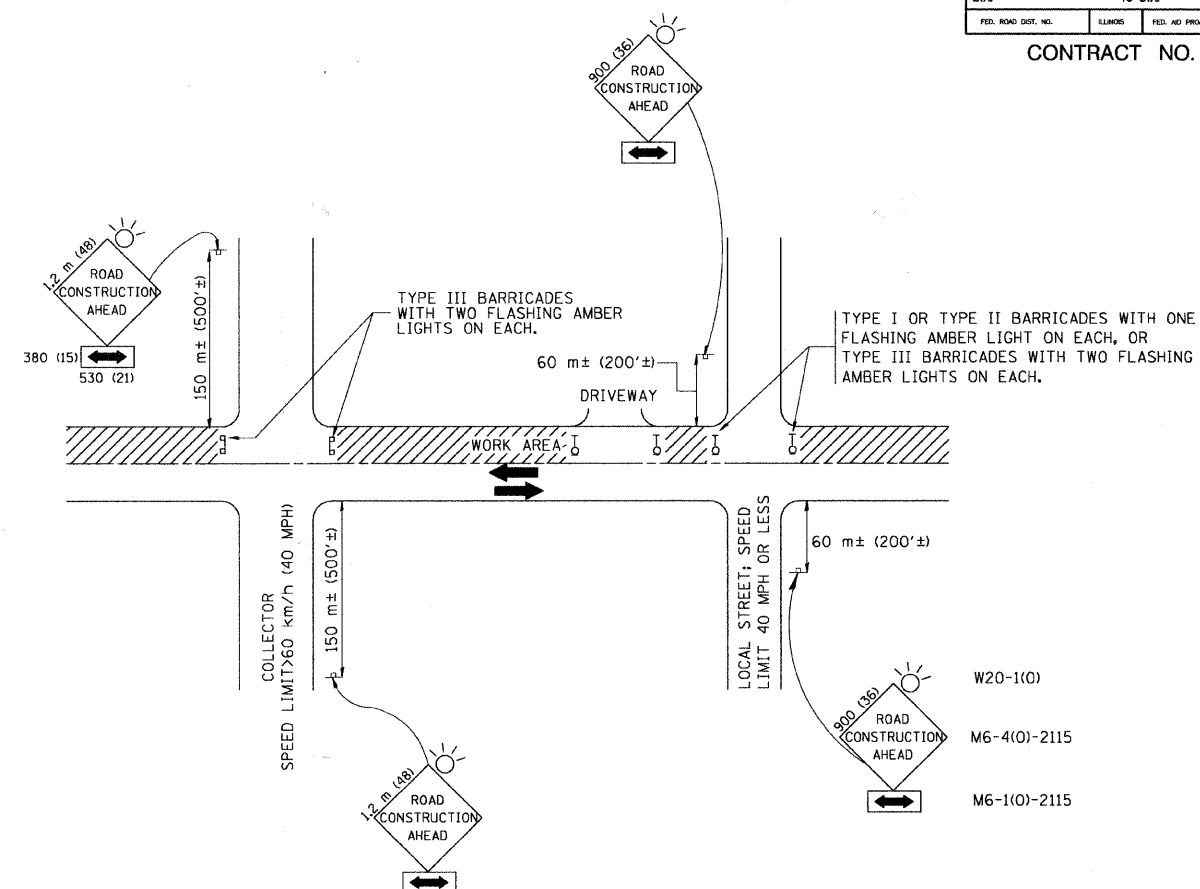 FED. ROAD DIST. NO. ILLINOIS FED. AID
CONTRACT NO.
900 (36)
ROAD
CONSTRUCTION
AHEAD
1.2 m (48)
ROAD
CONSTRUCTION
AHEAD
380 (15)
530 (21)
150 m± (500'±)
TYPE III BARRICADES
WITH TWO FLASHING AMBER
LIGHTS ON EACH.
60 m± (200'±)
DRIVEWAY
TYPE I OR TYPE II BARRICADES WITH ONE
FLASHING AMBER LIGHT ON EACH, OR
TYPE III BARRICADES WITH TWO FLASHING
AMBER LIGHTS ON EACH.
WORK AREA
COLLECTOR
SPEED LIMIT>60 km/h (40 MPH)
150 m± (500'±)
LOCAL STREET; SPEED
LIMIT 40 MPH OR LESS
60 m± (200'±)
1.2 m (48)
ROAD
CONSTRUCTION
AHEAD
900 (36)
ROAD
CONSTRUCTION
AHEAD
W20-1(O)
M6-4(O)-2115
M6-1(O)-2115